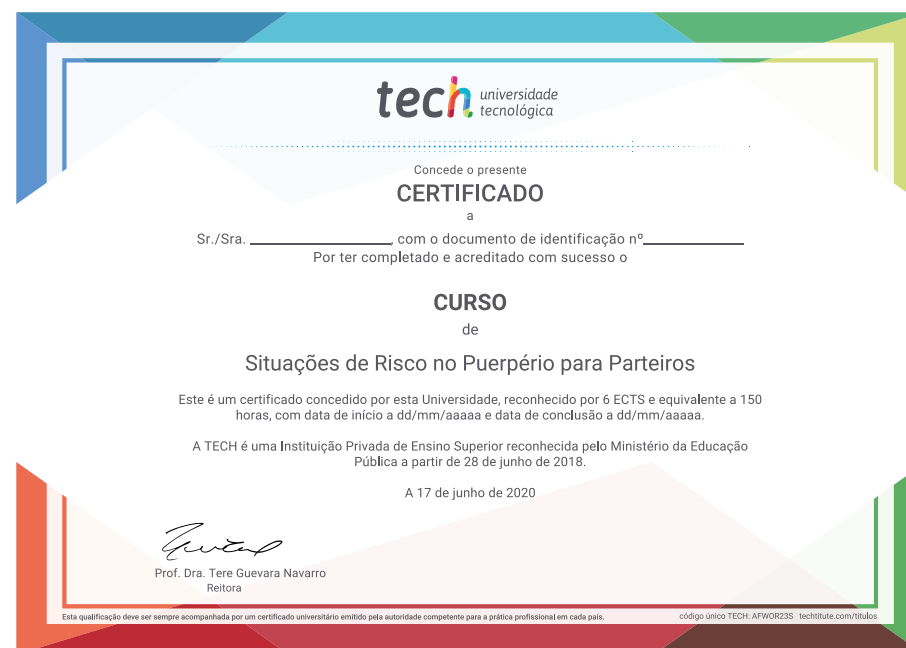 tech universidade
tecnológica
Concede o presente
CERTIFICADO
a
Sr./Sra. ____________________, com o documento de identificação nº______________
Por ter completado e acreditado com sucesso o
CURSO
de
Situações de Risco no Puerpério para Parteiros
Este é um certificado concedido por esta Universidade, reconhecido por 6 ECTS e equivalente a 150
horas, com data de início a dd/mm/aaaaa e data de conclusão a dd/mm/aaaaa.
A TECH é uma Instituição Privada de Ensino Superior reconhecida pelo Ministério da Educação
Pública a partir de 28 de junho de 2018.
A 17 de junho de 2020
Prof. Dra. Tere Guevara Navarro
Reitora
Esta qualificação deve ser sempre acompanhada por um certificado universitário emitido pela autoridade competente para a prática profissional em cada país.
código único TECH: AFWOR23S techtitute.com/titulos